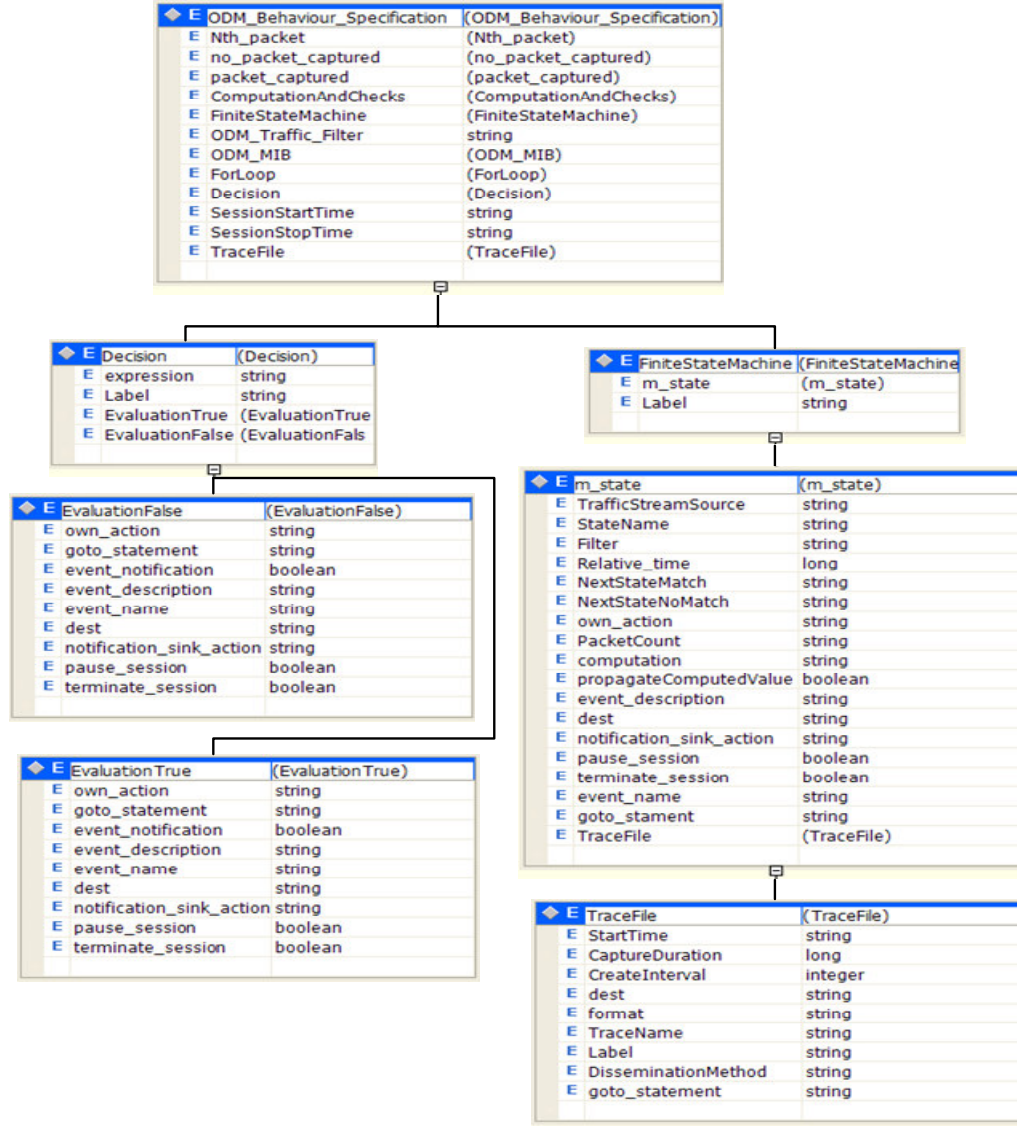 E ODM_Behaviour_Specification (ODM_Behaviour_Specification)
E Nth_packet (Nth_packet)
E no_packet_captured (no_packet_captured)
E packet_captured (packet_captured)
E ComputationAndChecks (ComputationAndChecks)
E FiniteStateMachine (FiniteStateMachine)
E ODM_Traffic_Filter string
E ODM_MIB (ODM_MIB)
E ForLoop (ForLoop)
E Decision (Decision)
E SessionStartTime string
E SessionStopTime string
E TraceFile (TraceFile)
E Decision (Decision)
E expression string
E Label string
E EvaluationTrue (EvaluationTrue
E EvaluationFalse (EvaluationFals
E FiniteStateMachine (FiniteStateMachine
E m_state (m_state)
E Label string
E EvaluationFalse (EvaluationFalse)
E own_action string
E goto_statement string
E event_notification boolean
E event_description string
E event_name string
E dest string
E notification_sink_action string
E pause_session boolean
E terminate_session boolean
E m_state (m_state)
E TrafficStreamSource string
E StateName string
E Filter string
E Relative_time long
E NextStateMatch string
E NextStateNoMatch string
E own_action string
E PacketCount string
E computation string
E propagateComputedValue boolean
E event_description string
E dest string
E notification_sink_action string
E pause_session boolean
E terminate_session boolean
E event_name string
E goto_stament string
E TraceFile (TraceFile)
E EvaluationTrue (EvaluationTrue)
E own_action string
E goto_statement string
E event_notification boolean
E event_description string
E event_name string
E dest string
E notification_sink_action string
E pause_session boolean
E terminate_session boolean
E TraceFile (TraceFile)
E StartTime string
E CaptureDuration long
E CreateInterval integer
E dest string
E format string
E TraceName string
E Label string
E DisseminationMethod string
E goto_statement string